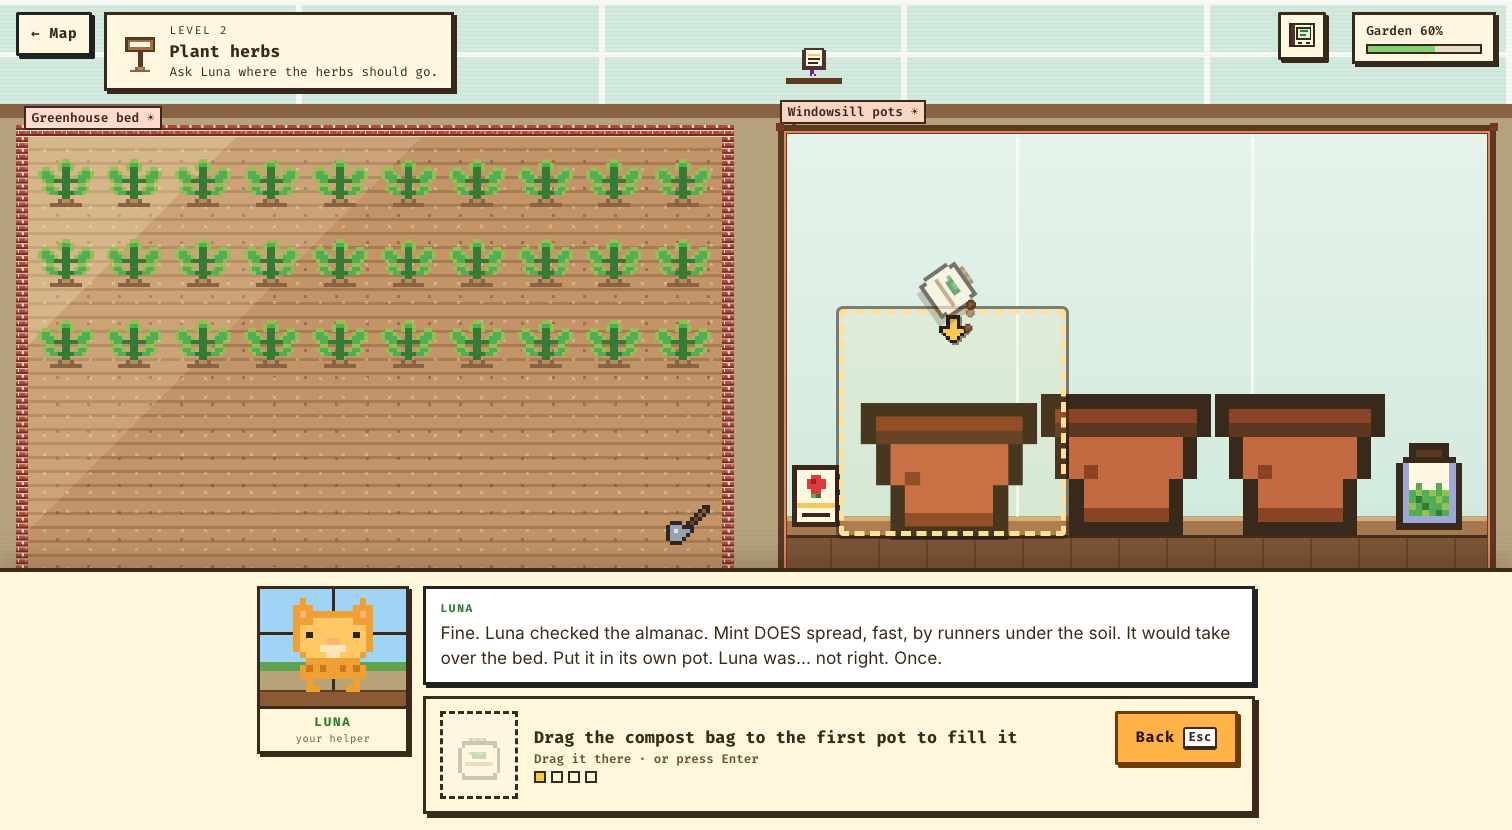 ← Map
LEVEL 2
Plant herbs
Ask Luna where the herbs should go.
Garden 60%
Greenhouse bed ☀
Windowsill pots ☀
LUNA
Fine. Luna checked the almanac. Mint DOES spread, fast, by runners under the soil. It would take
over the bed. Put it in its own pot. Luna was... not right. Once.
LUNA
your helper
Drag the compost bag to the first pot to fill it
Drag it there · or press Enter
Back Esc